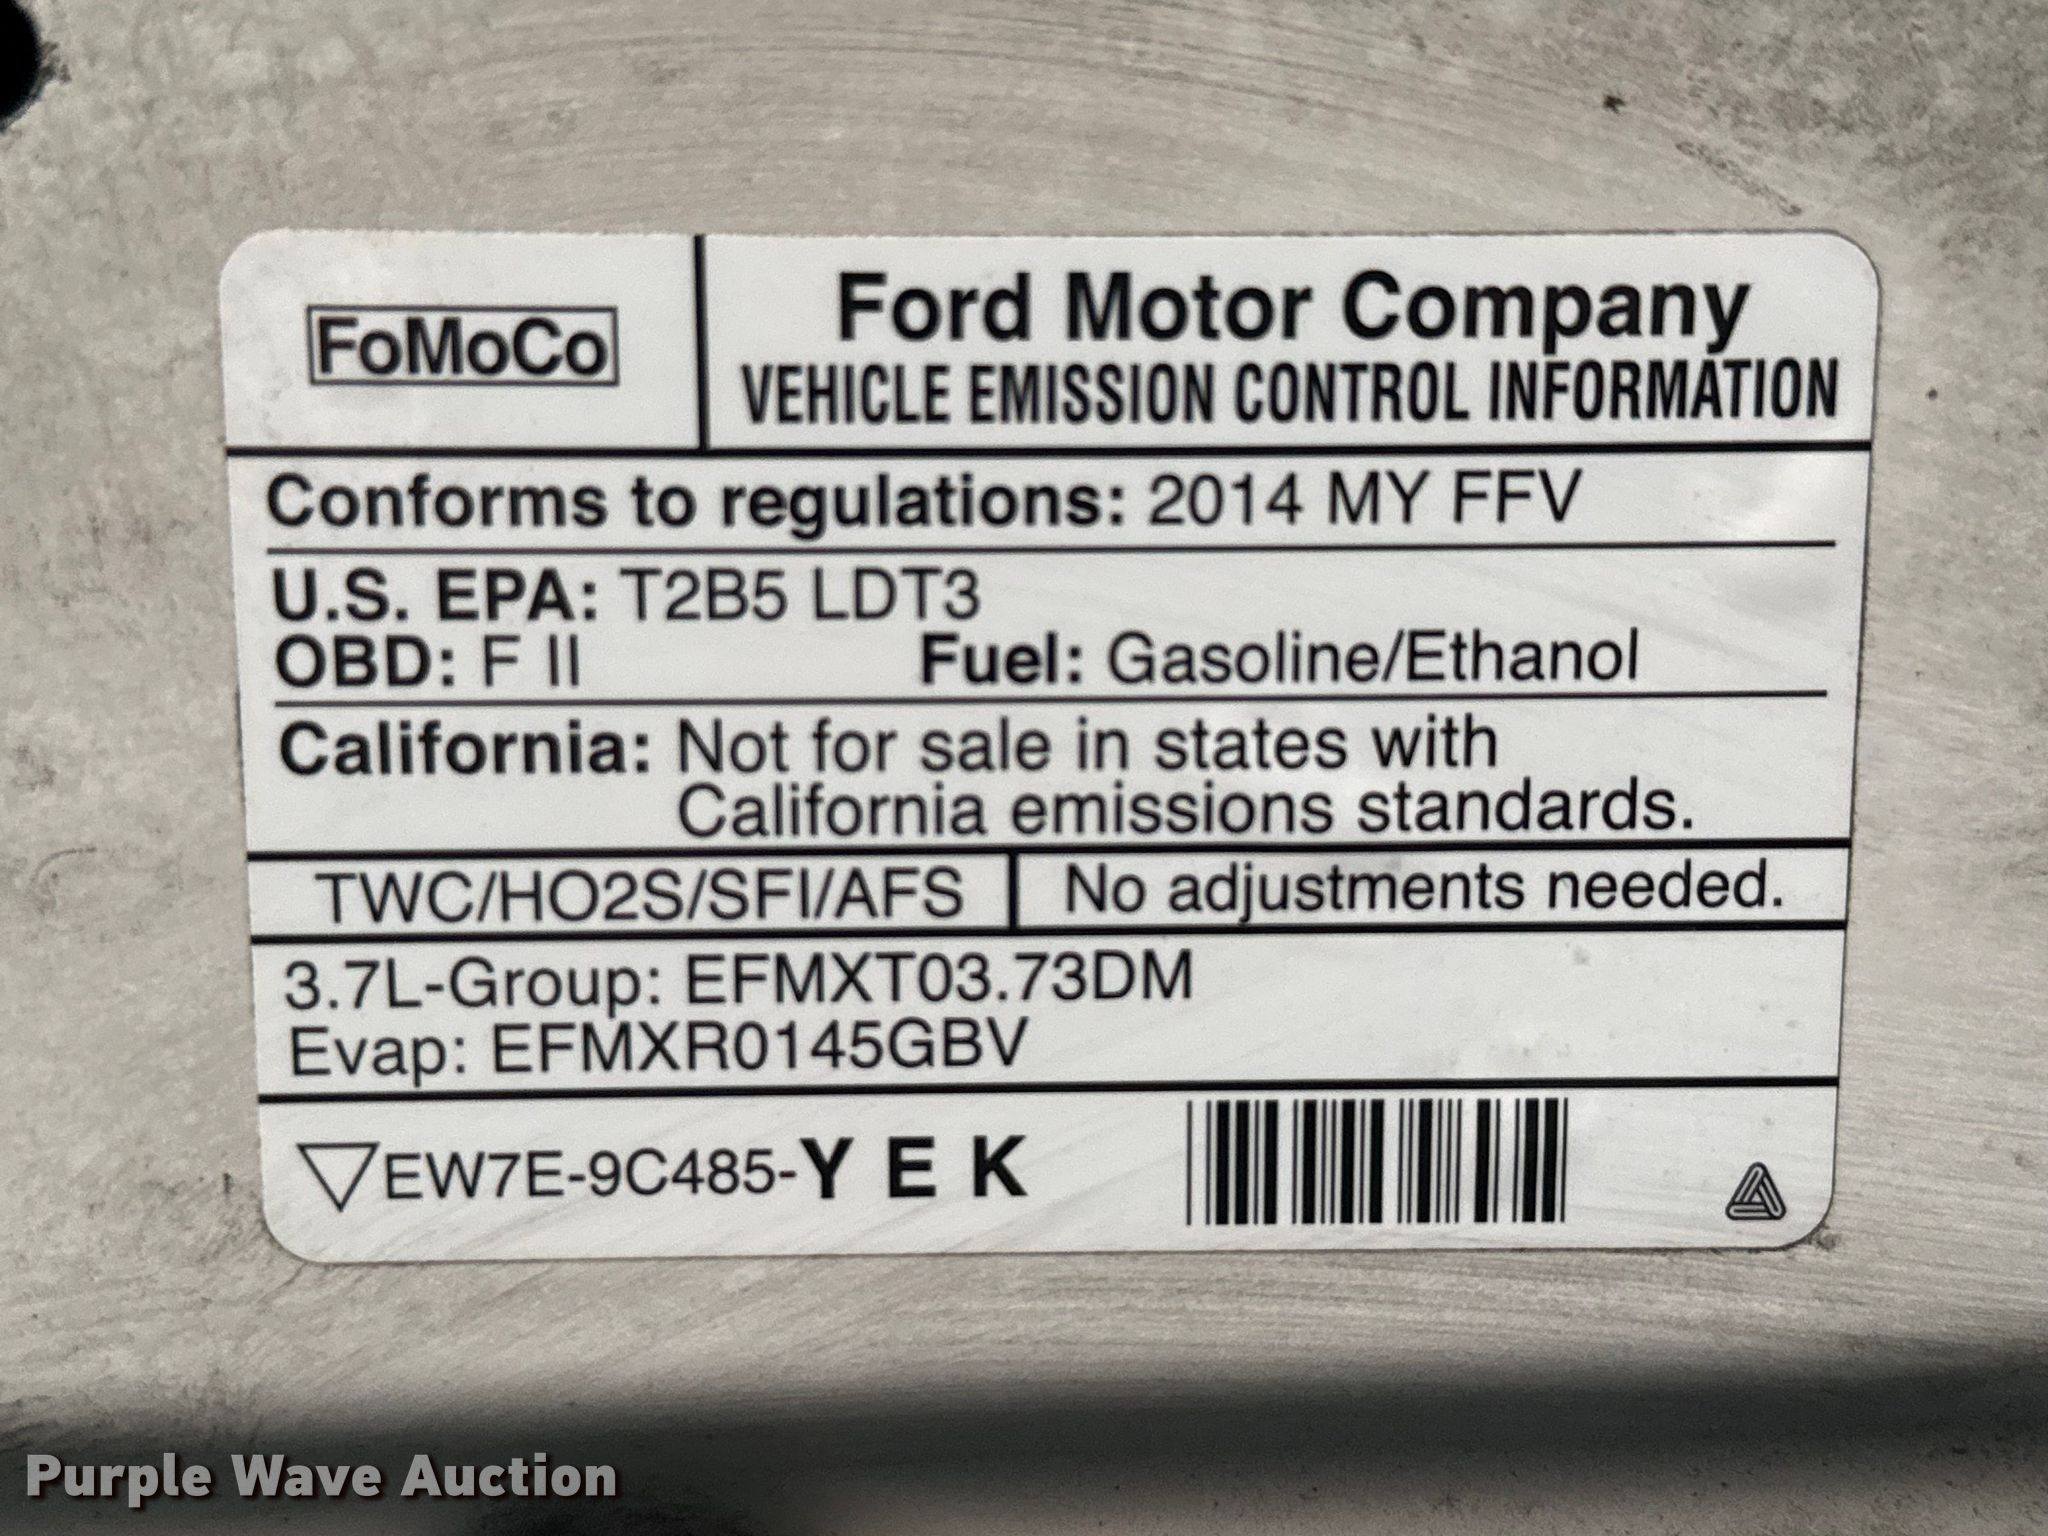 FoMoCo
Ford Motor Company
VEHICLE EMISSION CONTROL INFORMATION
Conforms to regulations: 2014 MY FFV
U.S. EPA: T2B5 LDT3
OBD: F II Fuel: Gasoline/Ethanol
California: Not for sale in states with
California emissions standards.
TWC/HO2S/SFI/AFS No adjustments needed.
3.7L-Group: EFMXT03.73DM
Evap: EFMXR0145GBV
EW7E-9C485-Y E K
Purple Wave Auction